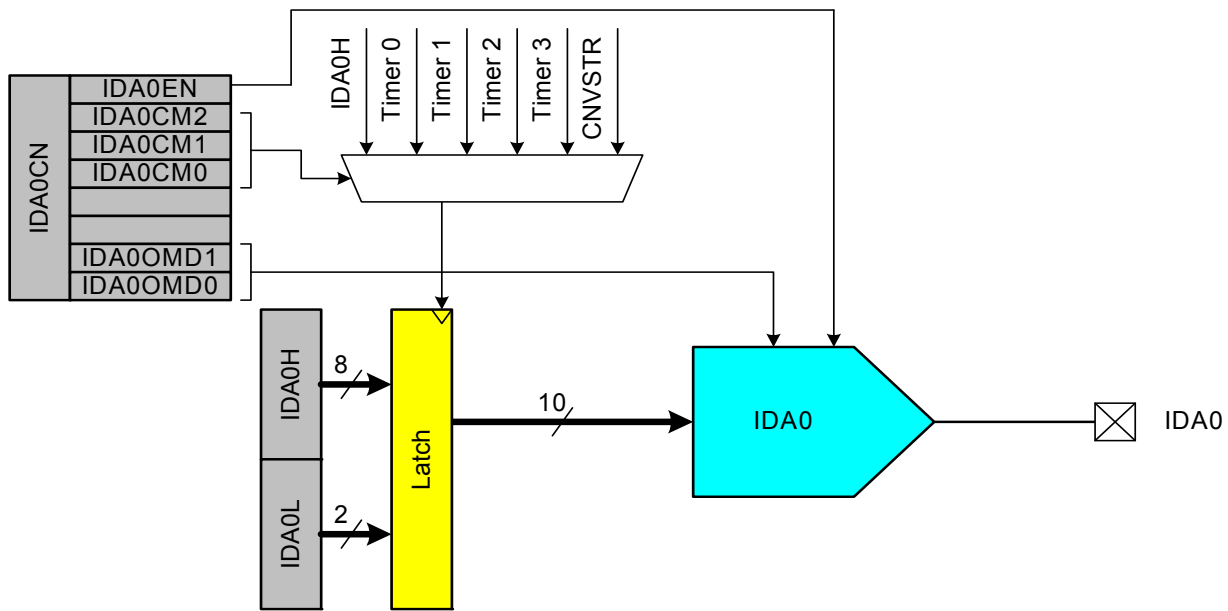 IDA0CN
IDA0EN
IDA0CM2
IDA0CM1
IDA0CM0
IDA0OMD1
IDA0OMD0
IDA0H
Timer 0
Timer 1
Timer 2
Timer 3
CNVSTR
IDA0H
8
IDA0L
2
Latch
10
IDA0
IDA0